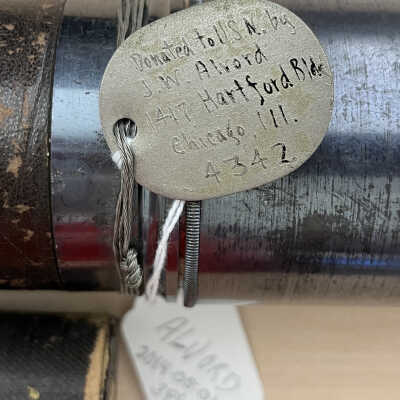 Donated to U.S.N. by
J.W. Alvord
1417 Hartford Bldg
Chicago, Ill.
4342
ALVORD